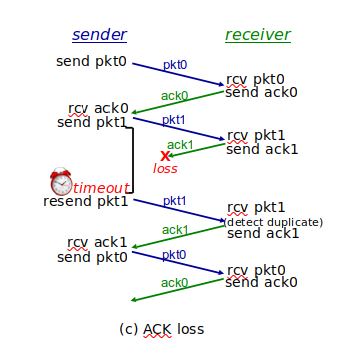 sender receiver
send pkt0
pkt0
rcv pkt0
send ack0
ack0
rcv ack0
send pkt1
pkt1
rcv pkt1
send ack1
ack1
X
loss
timeout
resend pkt1
pkt1
rcv pkt1
(detect duplicate)
send ack1
ack1
rcv ack1
send pkt0
pkt0
rcv pkt0
send ack0
ack0
(c) ACK loss